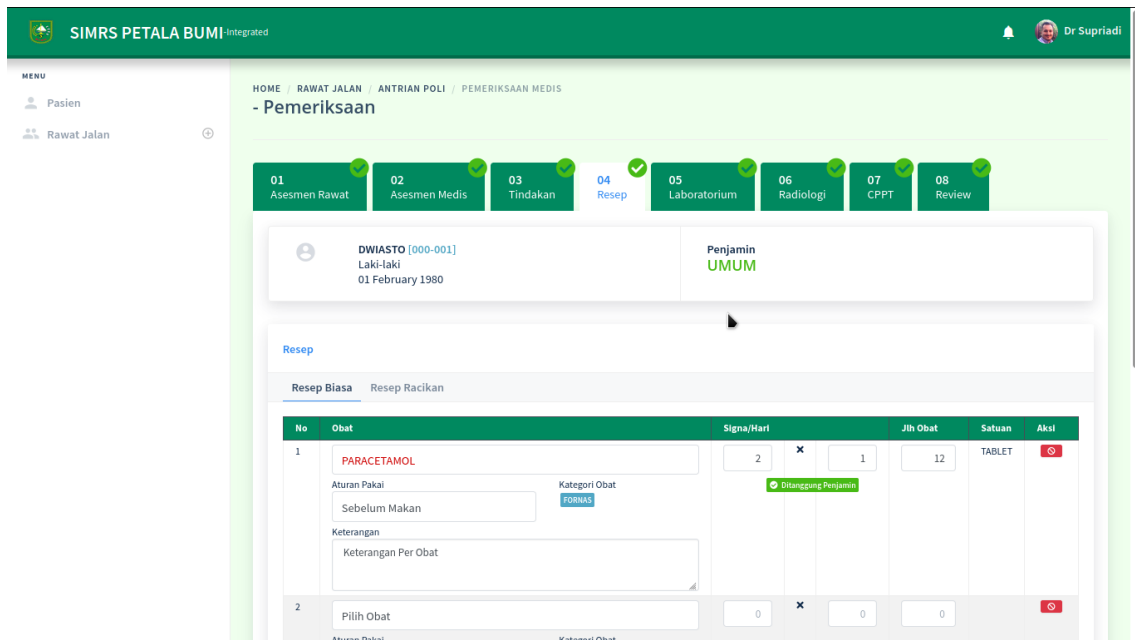 SIMRS PETALA BUMI-Integrated
Dr Supriadi
MENU
Pasien
Rawat Jalan
HOME / RAWAT JALAN / ANTRIAN POLI / PEMERIKSAAN MEDIS
- Pemeriksaan
01 Asesmen Rawat
02 Asesmen Medis
03 Tindakan
04 Resep
05 Laboratorium
06 Radiologi
07 CPPT
08 Review
DWIASTO [000-001]
Laki-laki
01 February 1980
Penjamin
UMUM
Resep
Resep Biasa Resep Racikan
No Obat Signa/Hari Jlh Obat Satuan Aksi
1 PARACETAMOL 2 × 1 12 TABLET
Ditanggung Penjamin
Aturan Pakai Kategori Obat
Sebelum Makan FORNAS
Keterangan
Keterangan Per Obat
2 Pilih Obat 0 × 0 0
Aturan Pakai Kategori Obat